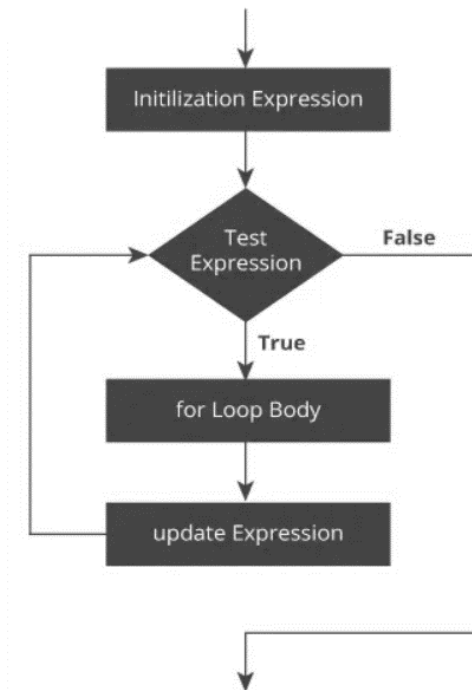 Initilization Expression
Test
Expression
False
True
for Loop Body
update Expression